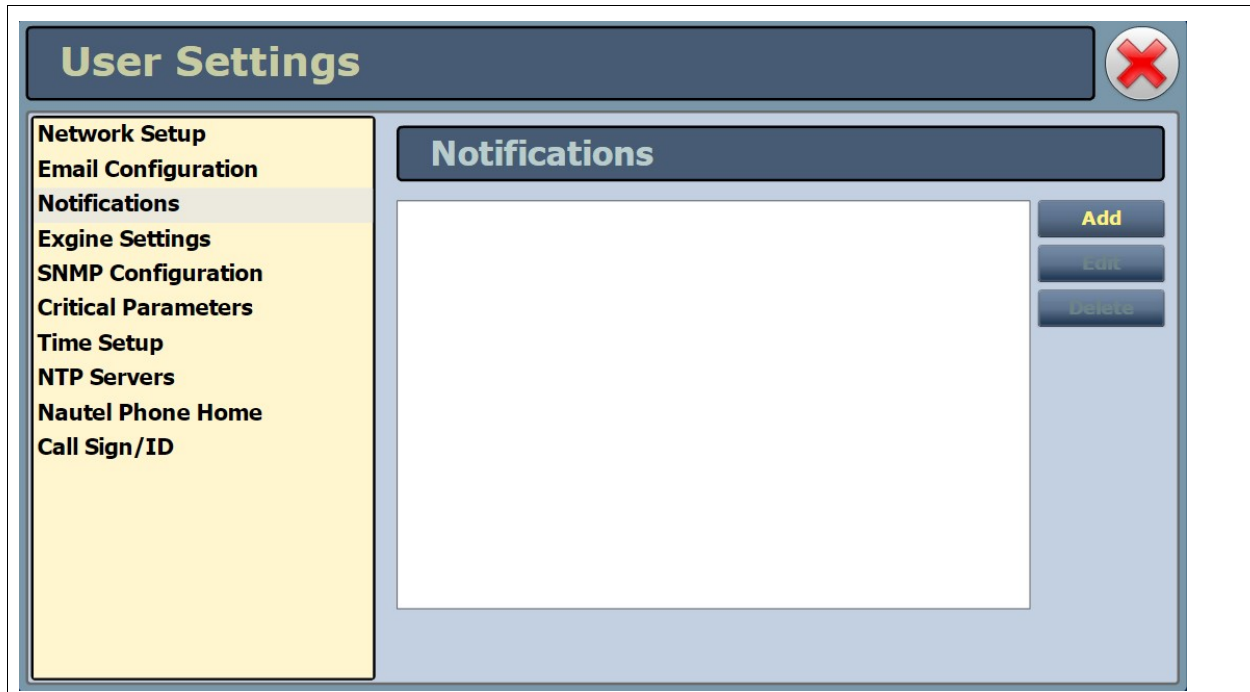 User Settings
Network Setup
Email Configuration
Notifications
Exgine Settings
SNMP Configuration
Critical Parameters
Time Setup
NTP Servers
Nautel Phone Home
Call Sign/ID
Notifications
Add
Edit
Delete